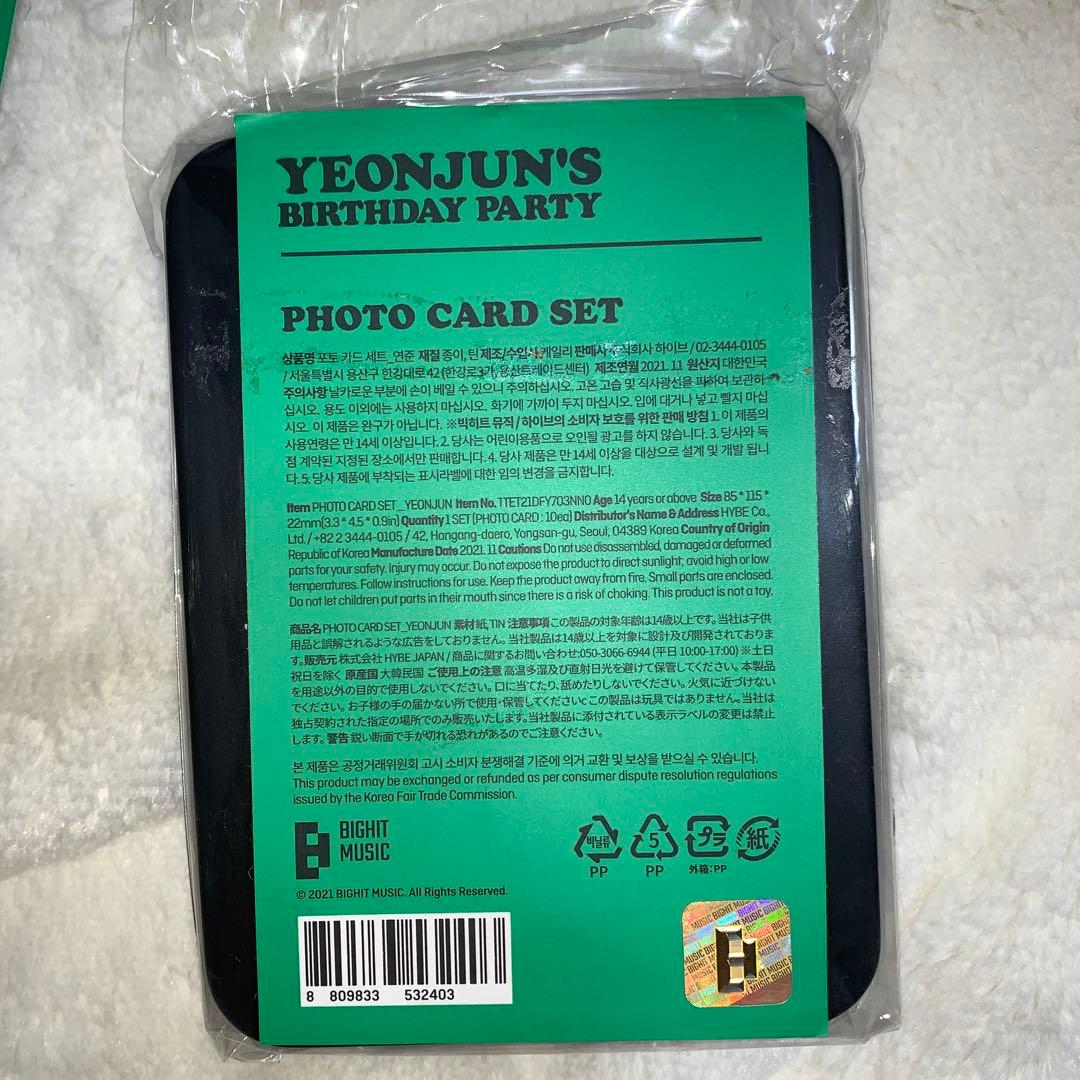 YEONJUN'S
BIRTHDAY PARTY
PHOTO CARD SET
상품명 포토 카드 세트_연준 재질 종이, 틴 제조/수입사 케일리 판매사 주식회사 하이브 / 02-3444-0105
/ 서울특별시 용산구 한강대로 42 (한강로3가, 용산트레이드센터) 제조연월 2021. 11 원산지 대한민국
주의사항 날카로운 부분에 손이 베일 수 있으니 주의하십시오. 고온 고습 및 직사광선을 피하여 보관하
십시오. 용도 이외에는 사용하지 마십시오. 화기에 가까이 두지 마십시오. 입에 대거나 넣고 빨지 마십
시오. 이 제품은 완구가 아닙니다. ※빅히트 뮤직 / 하이브의 소비자 보호를 위한 판매 방침 1. 이 제품의
사용연령은 만 14세 이상입니다. 2. 당사는 어린이용품으로 오인될 광고를 하지 않습니다. 3. 당사와 독
점 계약된 지정된 장소에서만 판매합니다. 4. 당사 제품은 만 14세 이상을 대상으로 설계 및 개발 됩니
다. 5. 당사 제품에 부착되는 표시라벨에 대한 임의 변경을 금지합니다.
Item PHOTO CARD SET_YEONJUN Item No. TTET21DFY703NN0 Age 14 years or above Size 85 * 115 *
22mm(3.3 * 4.5 * 0.9in) Quantity 1 SET (PHOTO CARD : 10ea) Distributor's Name & Address HYBE Co.,
Ltd. / +82 2 3444-0105 / 42, Hangang-daero, Yongsan-gu, Seoul, 04389 Korea Country of Origin
Republic of Korea Manufacture Date 2021. 11 Cautions Do not use disassembled, damaged or deformed
parts for your safety. Injury may occur. Do not expose the product to direct sunlight; avoid high or low
temperatures. Follow instructions for use. Keep the product away from fire. Small parts are enclosed.
Do not let children put parts in their mouth since there is a risk of choking. This product is not a toy.
商品名 PHOTO CARD SET_YEONJUN 素材 紙, TIN 注意事項 この製品の対象年齢は14歳以上です。当社は子供
用品と誤解されるような広告をしておりません。当社製品は14歳以上を対象に設計及び開発されておりま
す。販売元 株式会社 HYBE JAPAN / 商品に関するお問い合わせ:050-3066-6944 (平日 10:00-17:00) ※土日
祝日を除く 原産国 大韓民国 ご使用上の注意 高温多湿及び直射日光を避けて保管してください。本製品
を用途以外の目的で使用しないでください。口に当てたり、舐めたりしないでください。火気に近づけない
でください。お子様の手の届かない所で使用・保管してください。この製品は玩具ではありません。当社は
独占契約された指定の場所でのみ販売いたします。当社製品に添付されている表示ラベルの変更は禁止
します。警告 鋭い断面で手が切れる恐れがあるのでご注意ください。
본 제품은 공정거래위원회 고시 소비자 분쟁해결 기준에 의거 교환 및 보상을 받으실 수 있습니다.
This product may be exchanged or refunded as per consumer dispute resolution regulations
issued by the Korea Fair Trade Commission.
BIGHIT
MUSIC
비닐류
PP
5
PP
プラ
外箱:PP
紙
© 2021 BIGHIT MUSIC. All Rights Reserved.
8 809833 532403
BIGHIT MUSIC